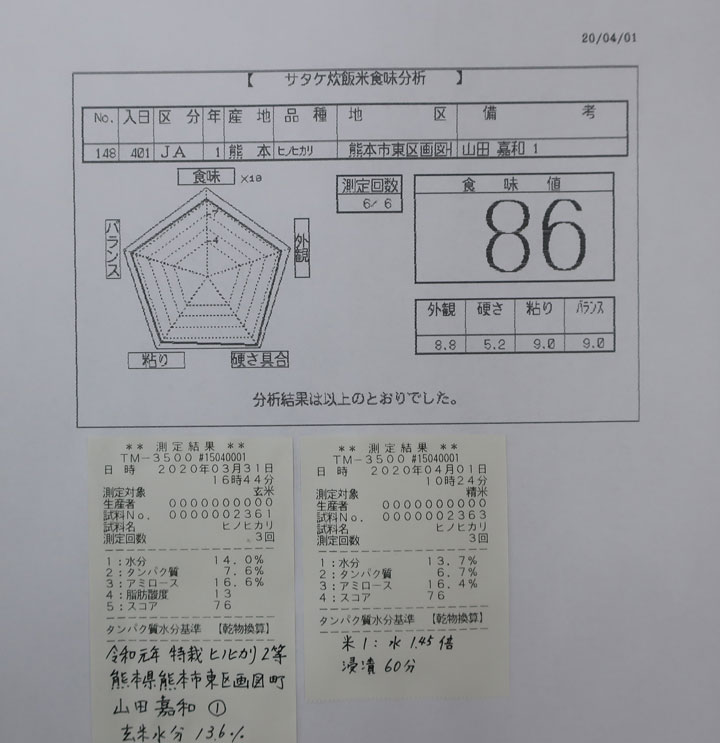 20/04/01
【 サタケ炊飯米食味分析 】
No. 入日 区分 年 産地 品種 地区 備考
148 401 JA 1 熊本 ヒノヒカリ 熊本市東区画図 山田 嘉和 1
食味 ×10
測定回数
6/ 6
食味値
86
バランス
外観
7
4
粘り
硬さ具合
外観 硬さ 粘り バランス
8.8 5.2 9.0 9.0
分析結果は以上のとおりでした。
** 測定結果 **
TM-3500 #15040001
日 時 2020年03月31日
16時44分
測定対象 玄米
生産者 0000000000
試料No. 0000002361
試料名 ヒノヒカリ
測定回数 3回
1:水分 14.0%
2:タンパク質 7.6%
3:アミロース 16.6%
4:脂肪酸度 13
5:スコア 76
タンパク質水分基準 【乾物換算】
令和元年 特栽 ヒノヒカリ 2等
熊本県熊本市東区画図町
山田 嘉和 ①
玄米水分 13.6%
** 測定結果 **
TM-3500 #15040001
日 時 2020年04月01日
10時24分
測定対象 精米
生産者 0000000000
試料No. 0000002363
試料名 ヒノヒカリ
測定回数 3回
1:水分 13.7%
2:タンパク質 6.7%
3:アミロース 16.4%
4:スコア 76
タンパク質水分基準 【乾物換算】
米1:水1.45倍
浸漬 60分